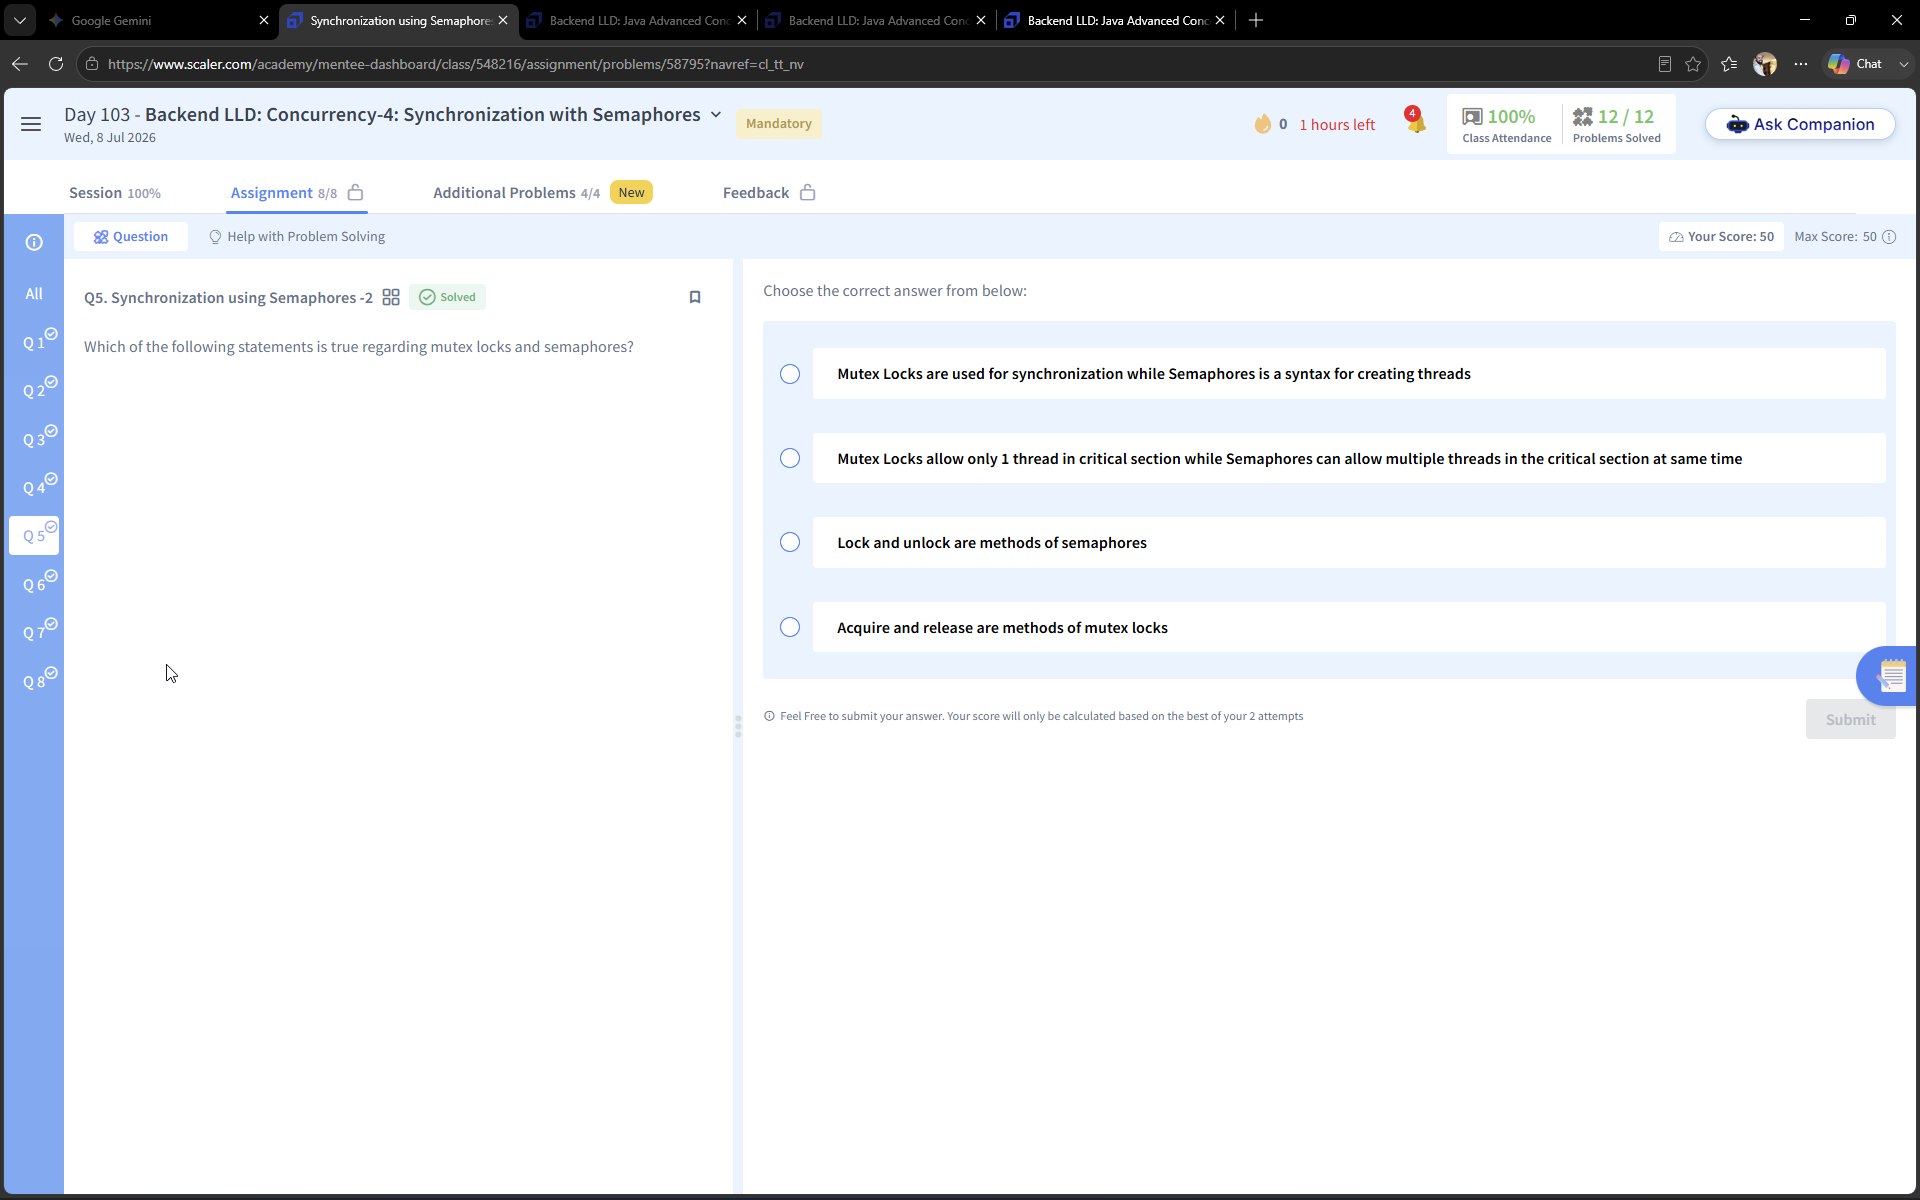 Google Gemini
Synchronization using Semaphore
Backend LLD: Java Advanced Con
Backend LLD: Java Advanced Conc
Backend LLD: Java Advanced Conc
https://www.scaler.com/academy/mentee-dashboard/class/548216/assignment/problems/58795?navref=cl_tt_nv
Chat
Day 103 - Backend LLD: Concurrency-4: Synchronization with Semaphores
Wed, 8 Jul 2026
Mandatory
0
1 hours left
4
100%
Class Attendance
12 / 12
Problems Solved
Ask Companion
Session 100%
Assignment 8/8
Additional Problems 4/4
New
Feedback
Question
Help with Problem Solving
Your Score: 50
Max Score: 50
All
Q 1
Q 2
Q 3
Q 4
Q 5
Q 6
Q 7
Q 8
Q5. Synchronization using Semaphores -2
Solved
Which of the following statements is true regarding mutex locks and semaphores?
Choose the correct answer from below:
Mutex Locks are used for synchronization while Semaphores is a syntax for creating threads
Mutex Locks allow only 1 thread in critical section while Semaphores can allow multiple threads in the critical section at same time
Lock and unlock are methods of semaphores
Acquire and release are methods of mutex locks
Feel Free to submit your answer. Your score will only be calculated based on the best of your 2 attempts
Submit